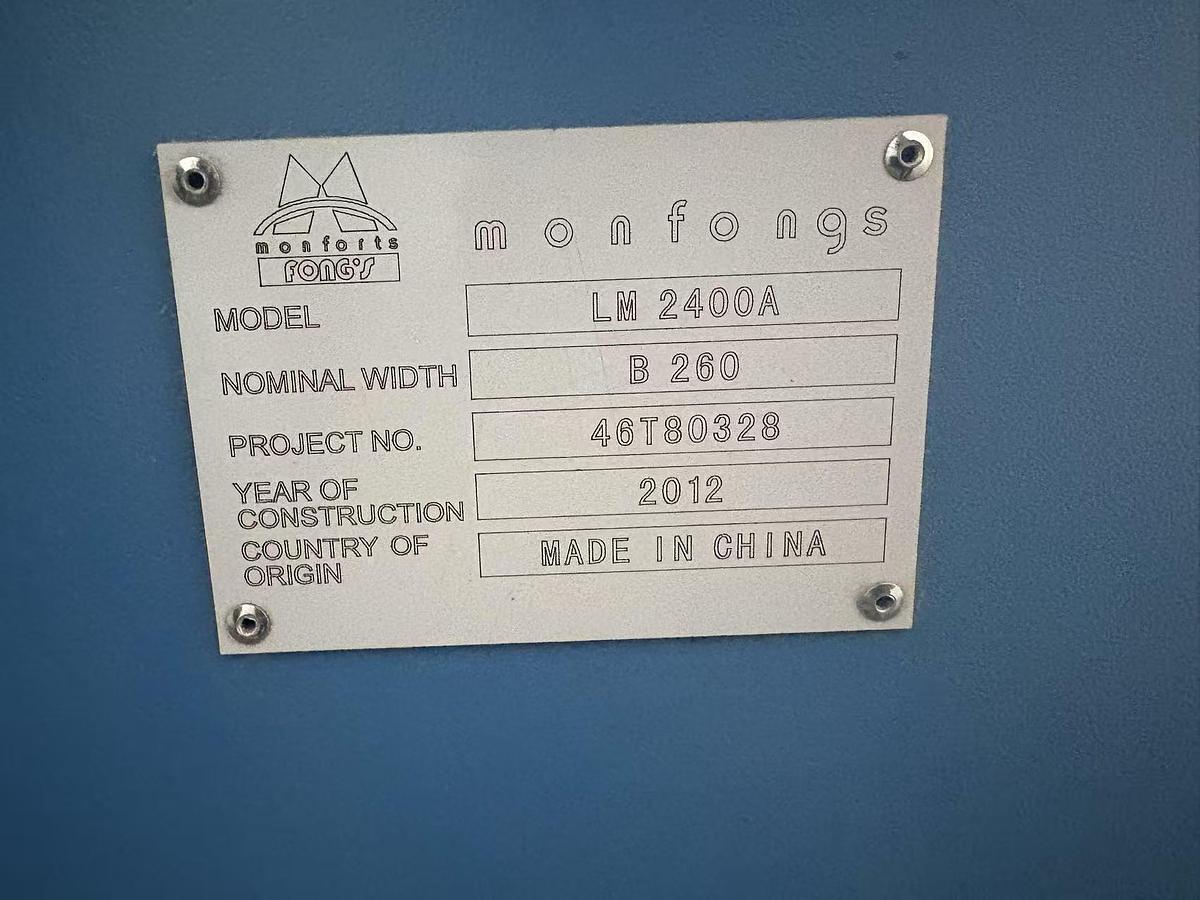 monforts
FONG'S
monfongs
MODEL LM 2400A
NOMINAL WIDTH B 260
PROJECT NO. 46T80328
YEAR OF
CONSTRUCTION 2012
COUNTRY OF
ORIGIN MADE IN CHINA